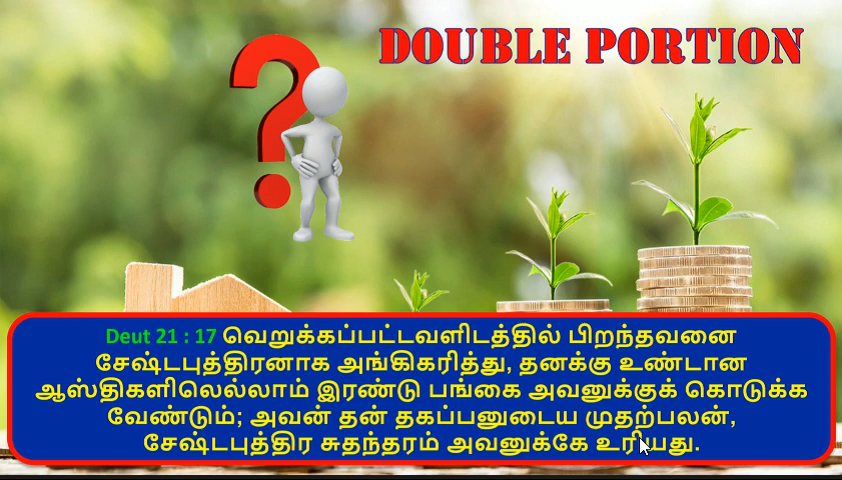 DOUBLE PORTION
Deut 21 : 17 வெறுக்கப்பட்டவளிடத்தில் பிறந்தவனை
சேஷ்டபுத்திரனாக அங்கிகரித்து, தனக்கு உண்டான
ஆஸ்திகளிலெல்லாம் இரண்டு பங்கை அவனுக்குக் கொடுக்க
வேண்டும்; அவன் தன் தகப்பனுடைய முதற்பலன்,
சேஷ்டபுத்திர சுதந்தரம் அவனுக்கே உரியது.